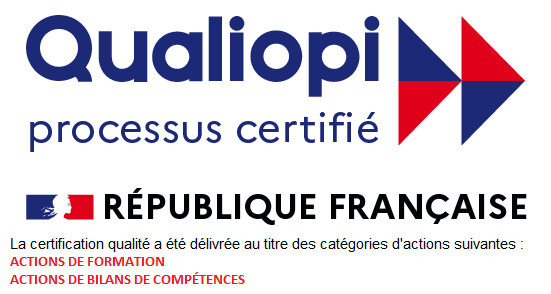 Qualiopi
processus certifié
RÉPUBLIQUE FRANÇAISE
La certification qualité a été délivrée au titre des catégories d'actions suivantes :
ACTIONS DE FORMATION
ACTIONS DE BILANS DE COMPÉTENCES